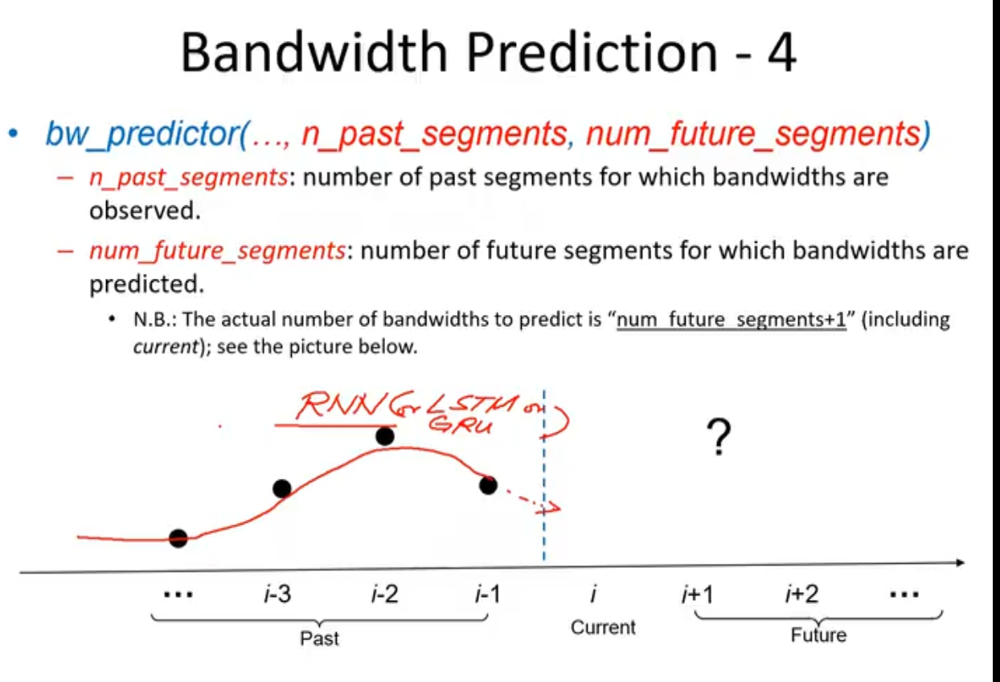 Bandwidth Prediction - 4
• bw_predictor(…, n_past_segments, num_future_segments)
– n_past_segments: number of past segments for which bandwidths are
observed.
– num_future_segments: number of future segments for which bandwidths are
predicted.
• N.B.: The actual number of bandwidths to predict is “num_future_segments+1” (including
current); see the picture below.
RNN (or LSTM or
GRU )
?
… i-3 i-2 i-1 i i+1 i+2 …
Past Current Future